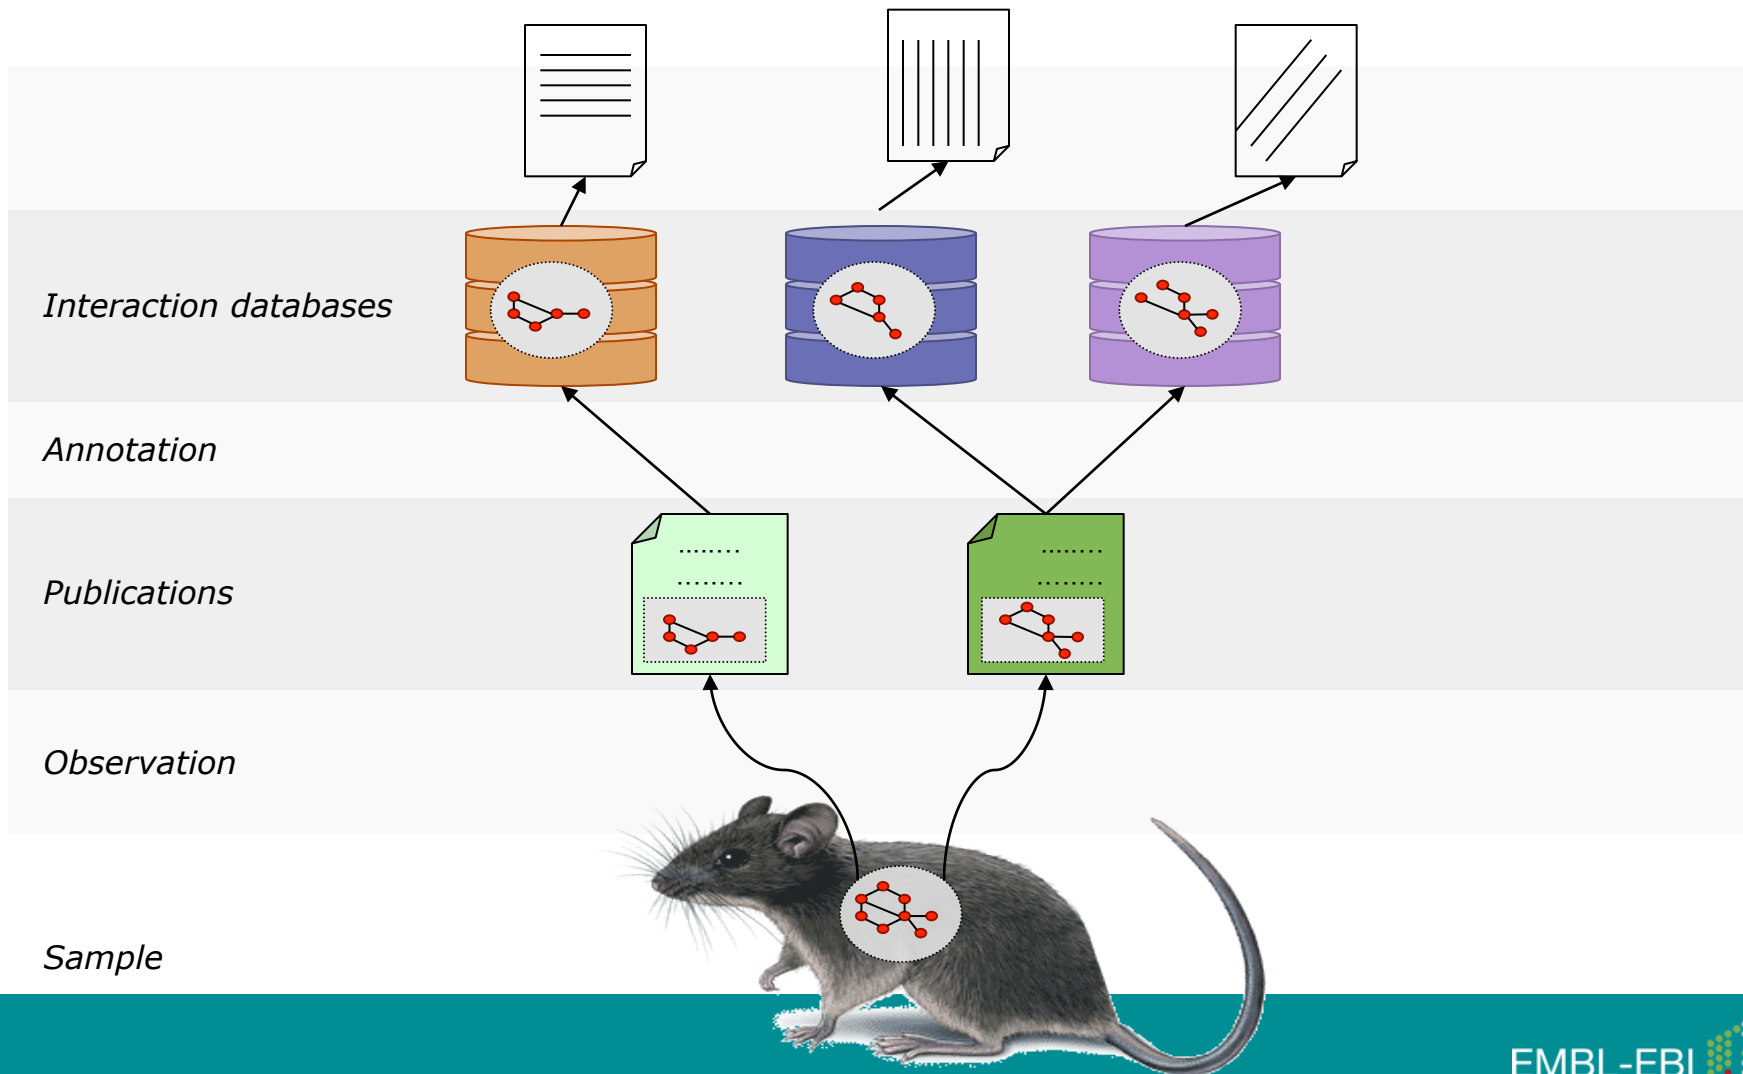 Interaction databases
Annotation
Publications
Observation
Sample
EMBL-EBI